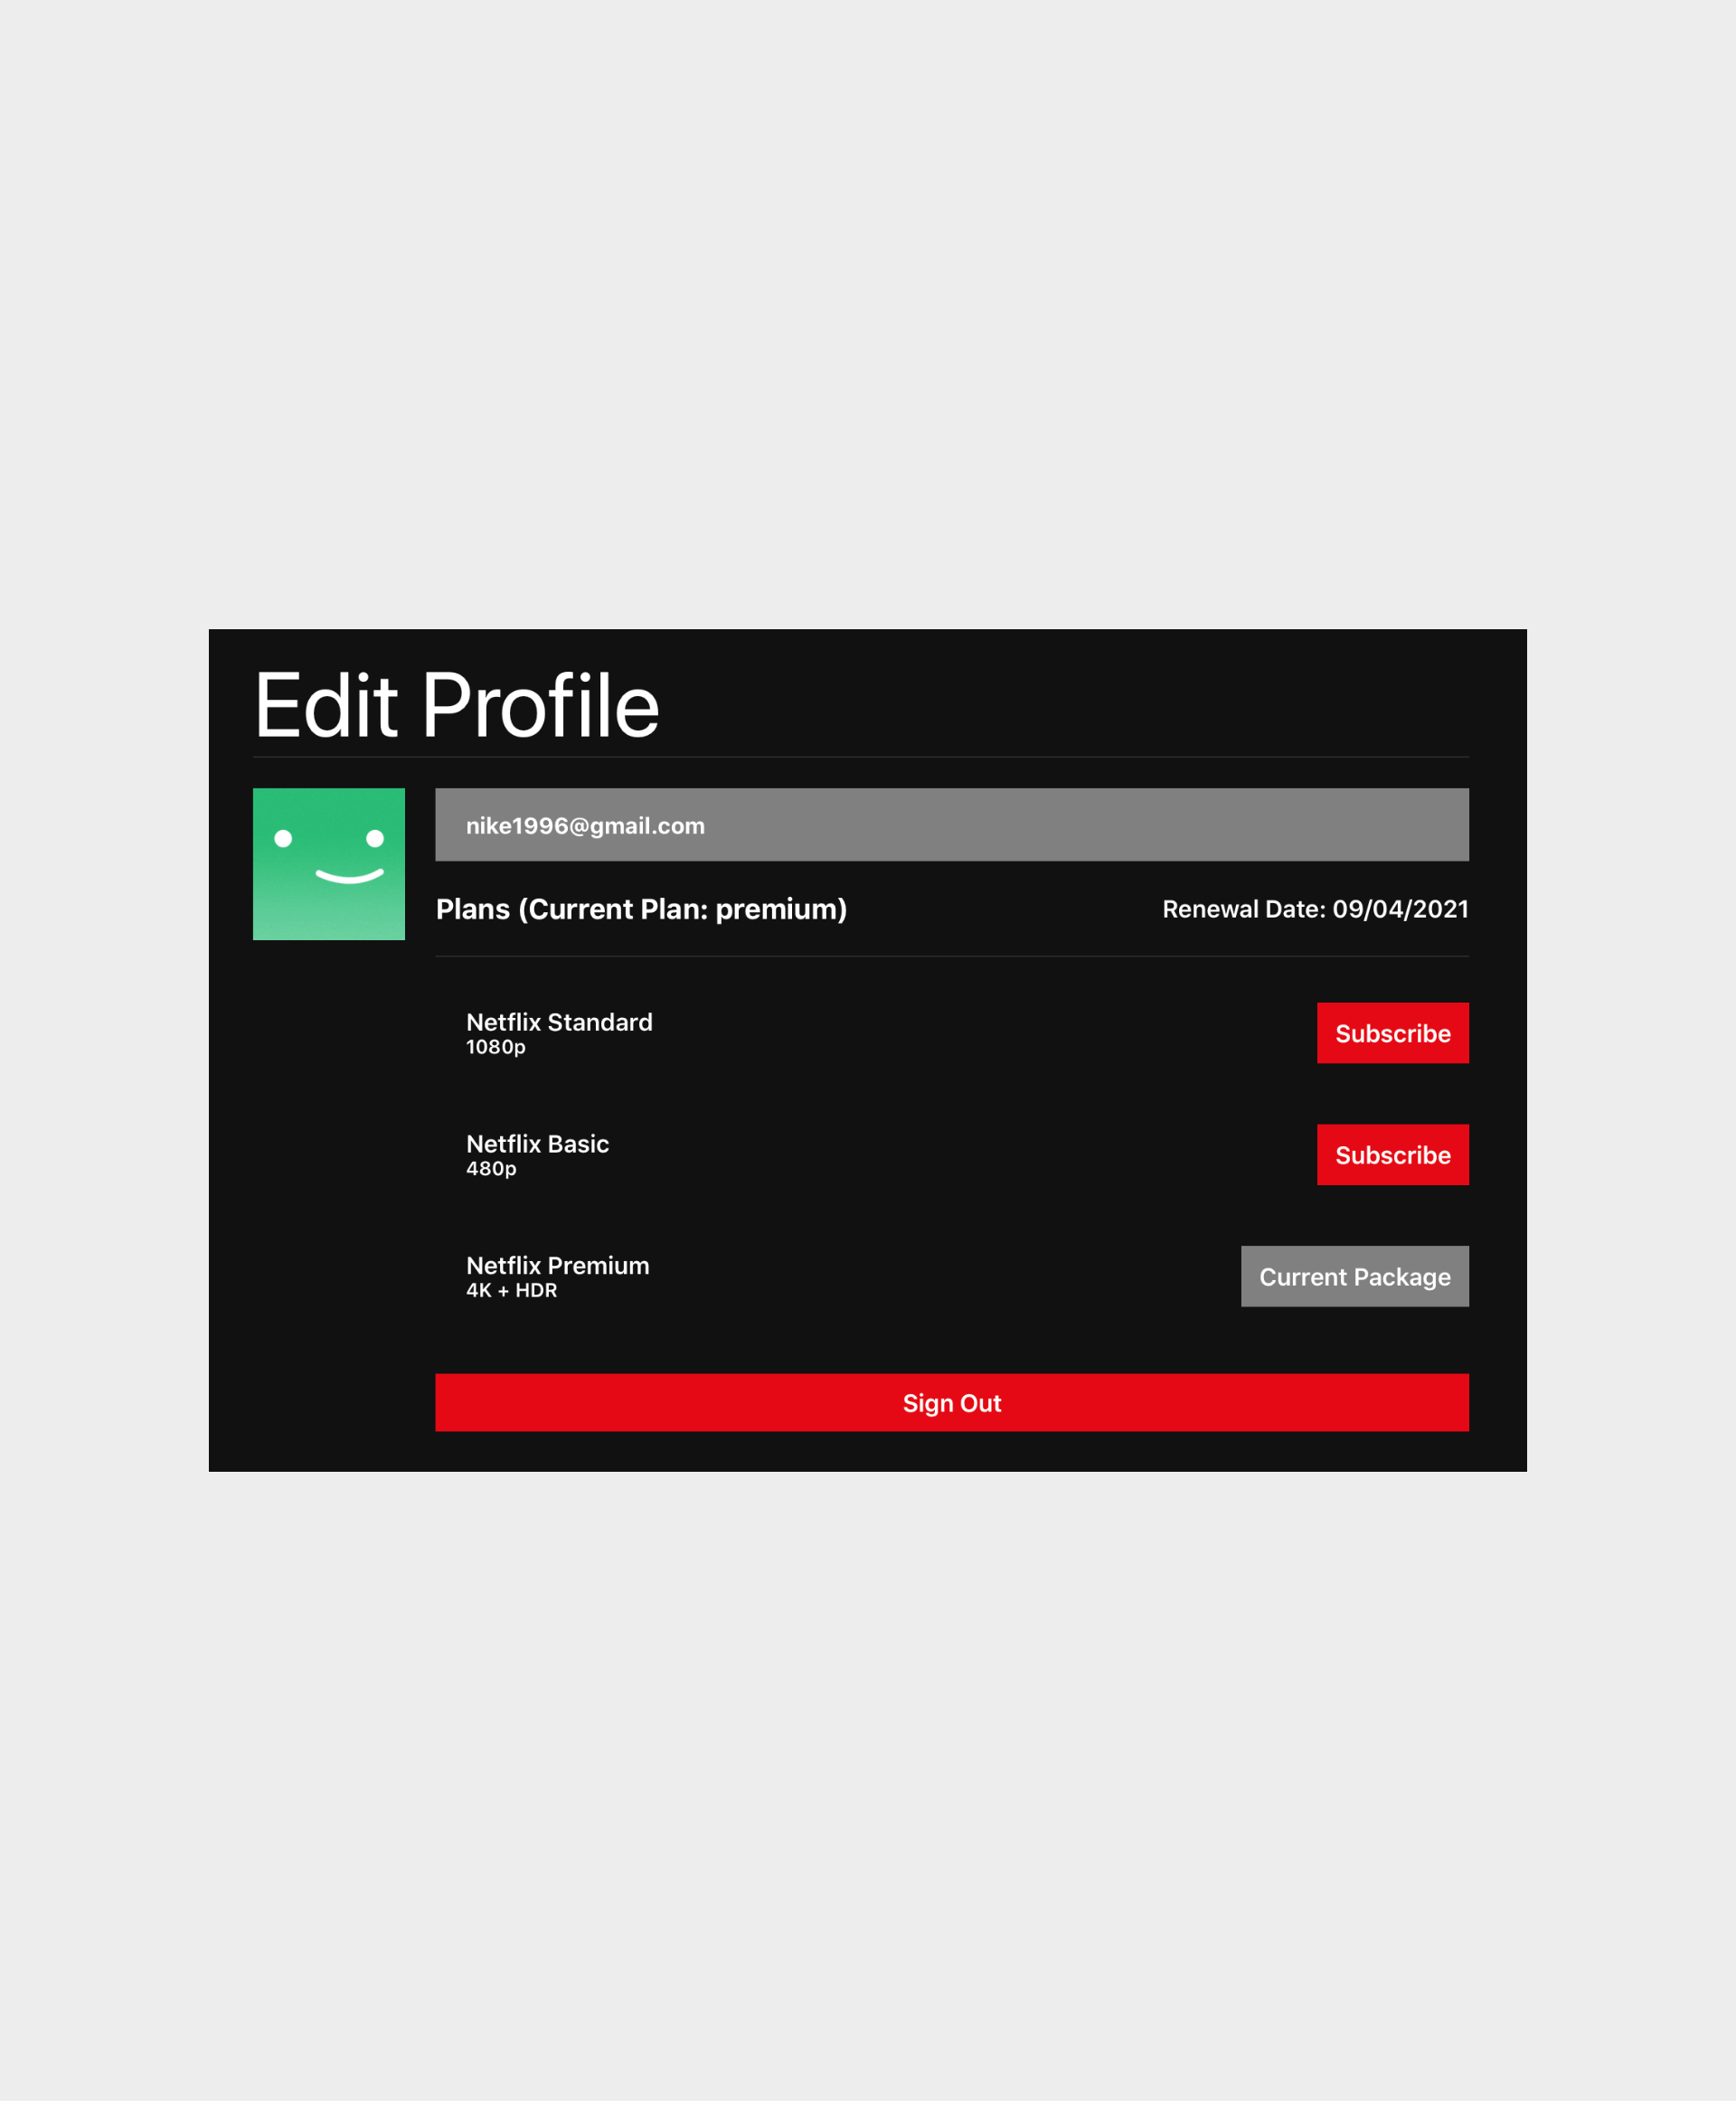 Edit Profile
nike1996@gmail.com
Plans (Current Plan: premium)
Renewal Date: 09/04/2021
Netflix Standard
1080p
Subscribe
Netflix Basic
480p
Subscribe
Netflix Premium
4K + HDR
Current Package
Sign Out